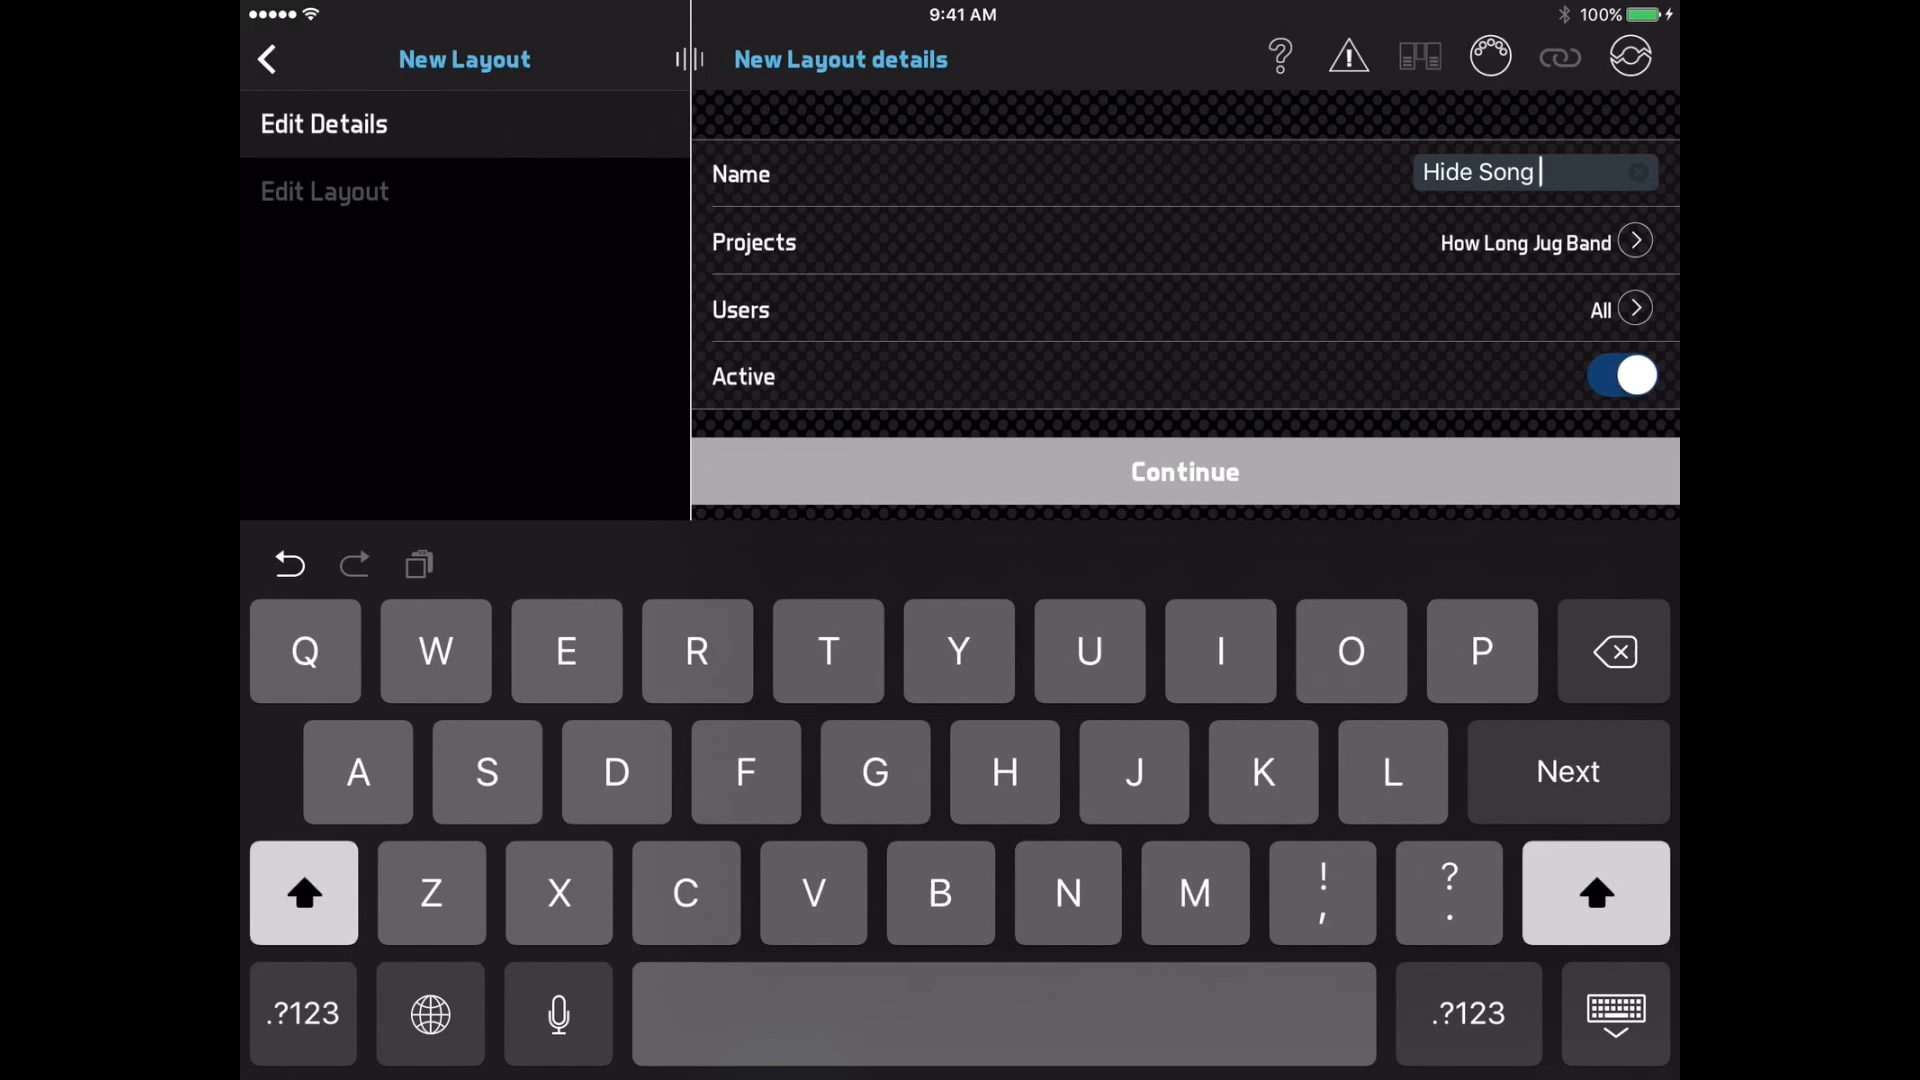 9:41 AM
100%
New Layout
New Layout details
Edit Details
Edit Layout
Name
Hide Song
Projects
How Long Jug Band
Users
All
Active
Continue
Q W E R T Y U I O P
A S D F G H J K L Next
Z X C V B N M ! , ? .
.?123 .?123